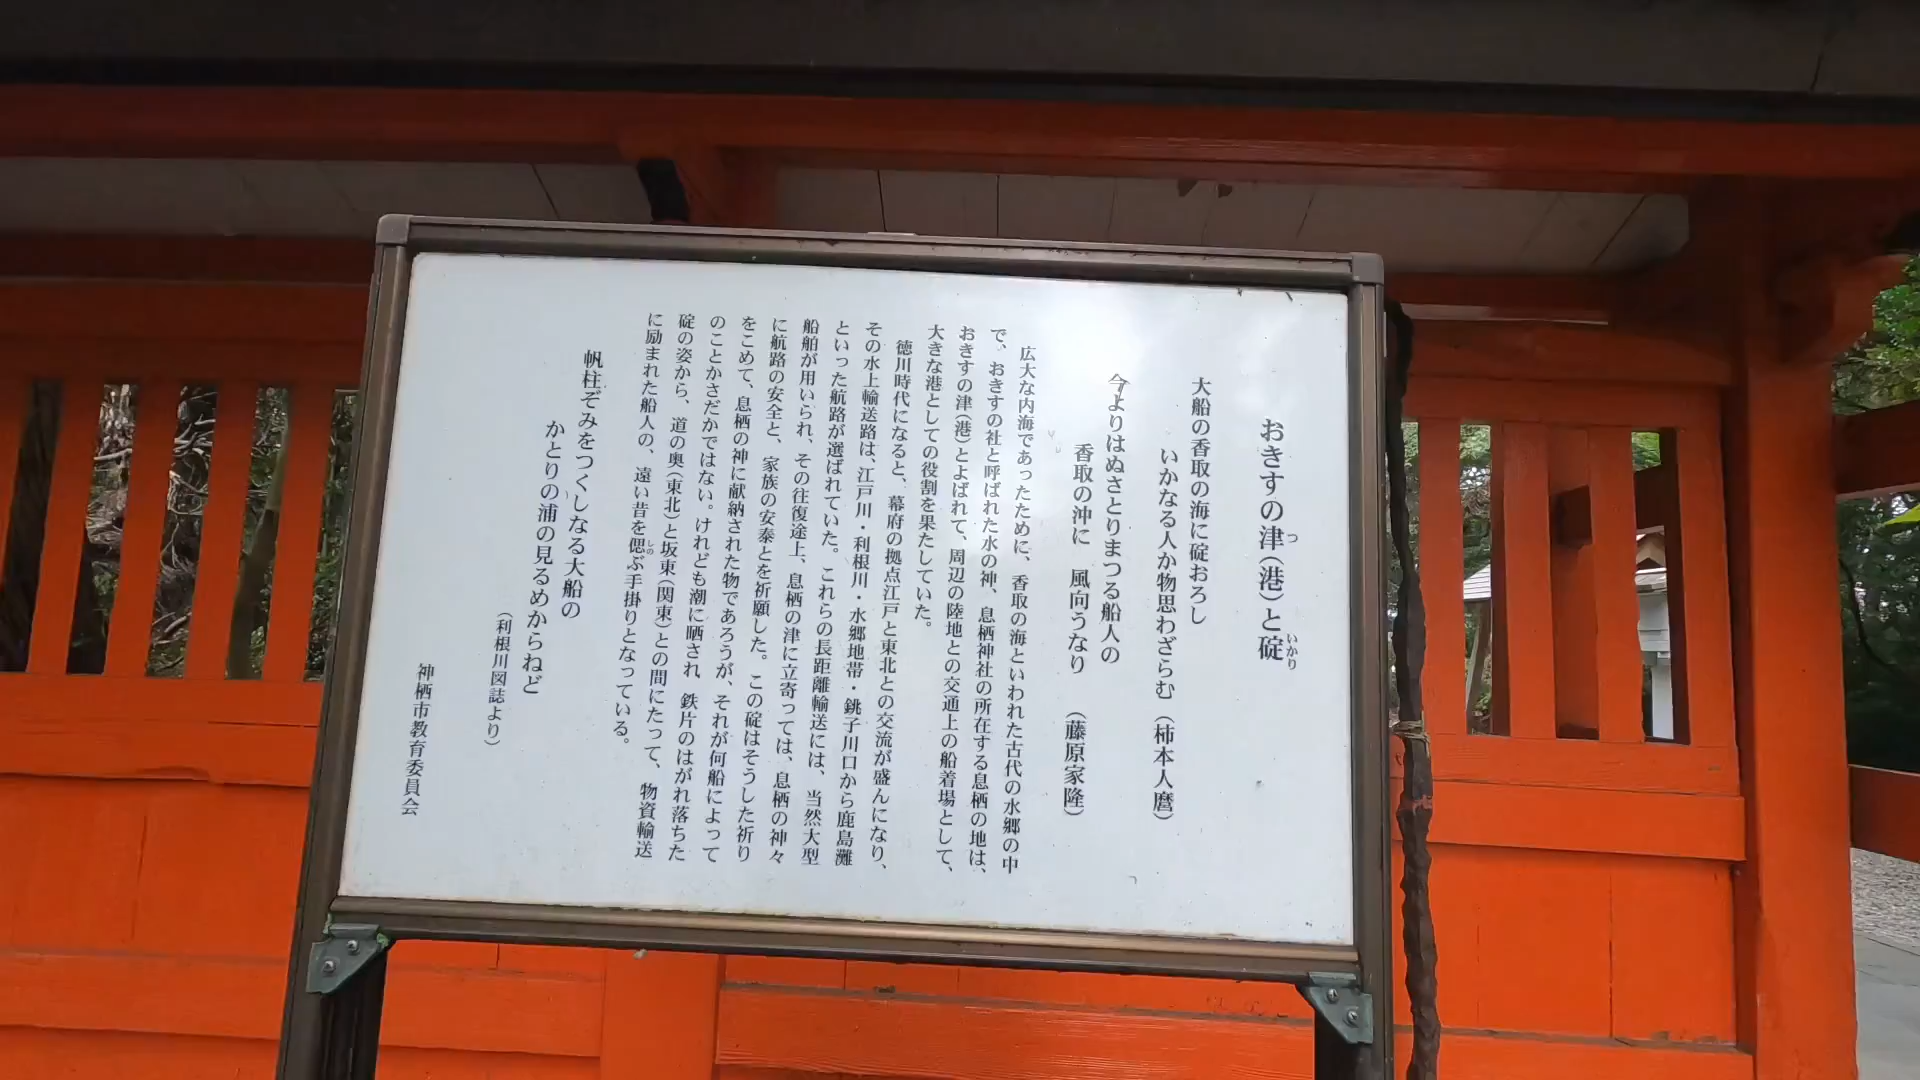 おきすの津（港）と碇
つ
いかり
大船の香取の海に碇おろし
いかなる人か物思わざらむ（柿本人麿）
今よりはぬさとりまつる船人の
香取の沖に　風向うなり　（藤原家隆）
広大な内海であったために、香取の海といわれた古代の水郷の中
で、おきすの社と呼ばれた水の神、息栖神社の所在する息栖の地は、
おきすの津（港）とよばれて、周辺の陸地との交通上の船着場として、
大きな港としての役割を果たしていた。
徳川時代になると、幕府の拠点江戸と東北との交流が盛んになり、
その水上輸送路は、江戸川・利根川・水郷地帯・銚子川口から鹿島灘
といった航路が選ばれていた。これらの長距離輸送には、当然大型
船舶が用いられ、その往復途上、息栖の津に立寄っては、息栖の神々
に航路の安全と、家族の安泰とを祈願した。この碇はそうした祈り
をこめて、息栖の神に献納された物であろうが、それが何船によって
のことかさだかではない。けれども潮に晒され　鉄片のはがれ落ちた
碇の姿から、道の奥（東北）と坂東（関東）との間にたって、物資輸送
に励まれた船人の、遠い昔を偲ぶ手掛りとなっている。
しの
帆柱ぞみをつくしなる大船の
かとりの浦の見るめからねど
（利根川図誌より）
神栖市教育委員会